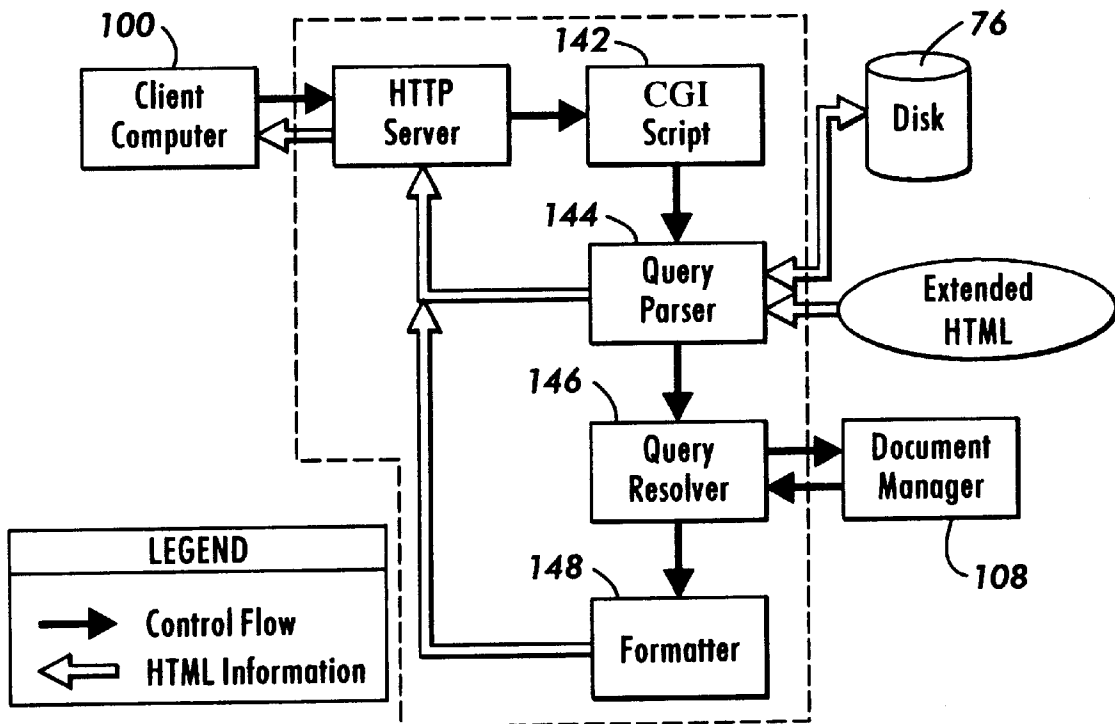 100
142
76
Client
Computer
HTTP
Server
CGI
Script
Disk
144
Query
Parser
Extended
HTML
146
Query
Resolver
Document
Manager
108
LEGEND
Control Flow
HTML Information
148
Formatter